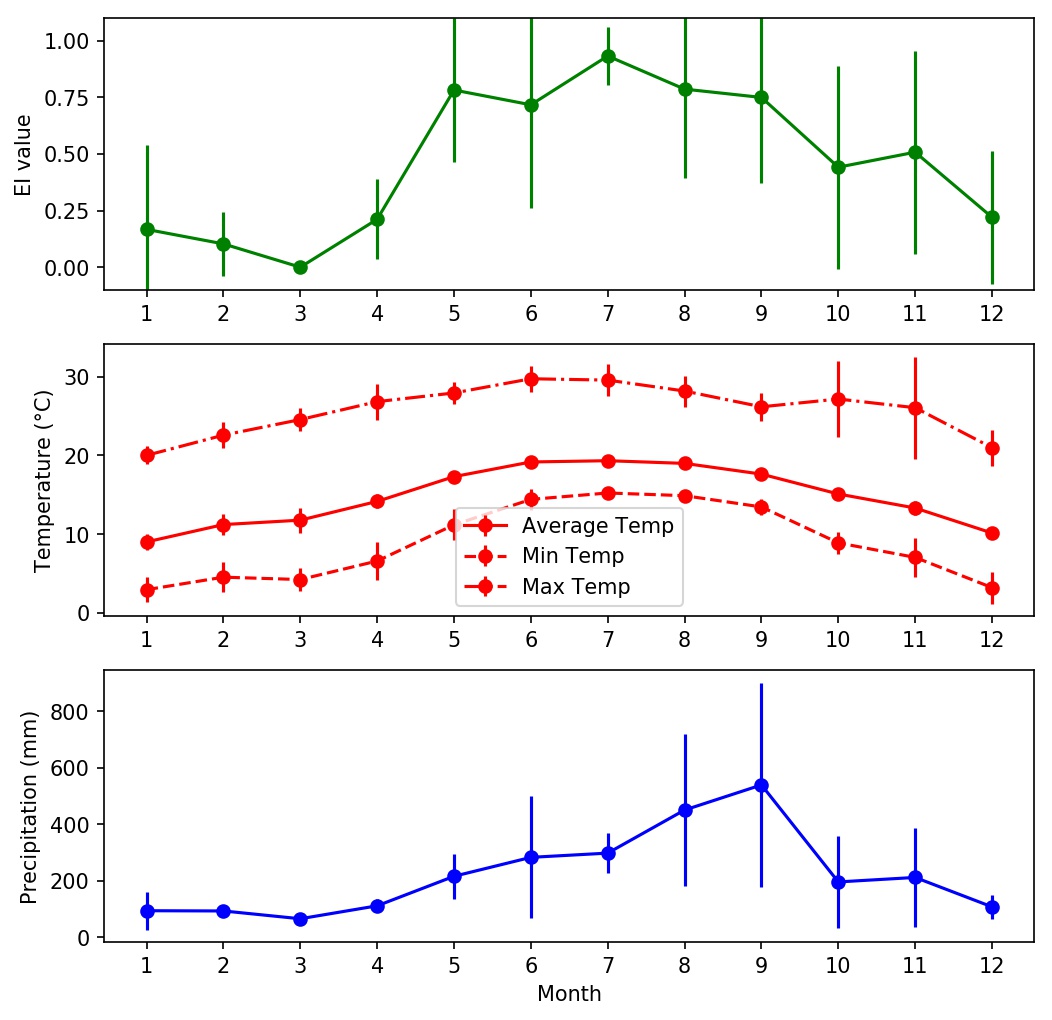 EI value
1.00
0.75
0.50
0.25
0.00
1 2 3 4 5 6 7 8 9 10 11 12
Temperature (°C)
30
20
10
0
Average Temp
Min Temp
Max Temp
1 2 3 4 5 6 7 8 9 10 11 12
Precipitation (mm)
800
600
400
200
0
1 2 3 4 5 6 7 8 9 10 11 12
Month